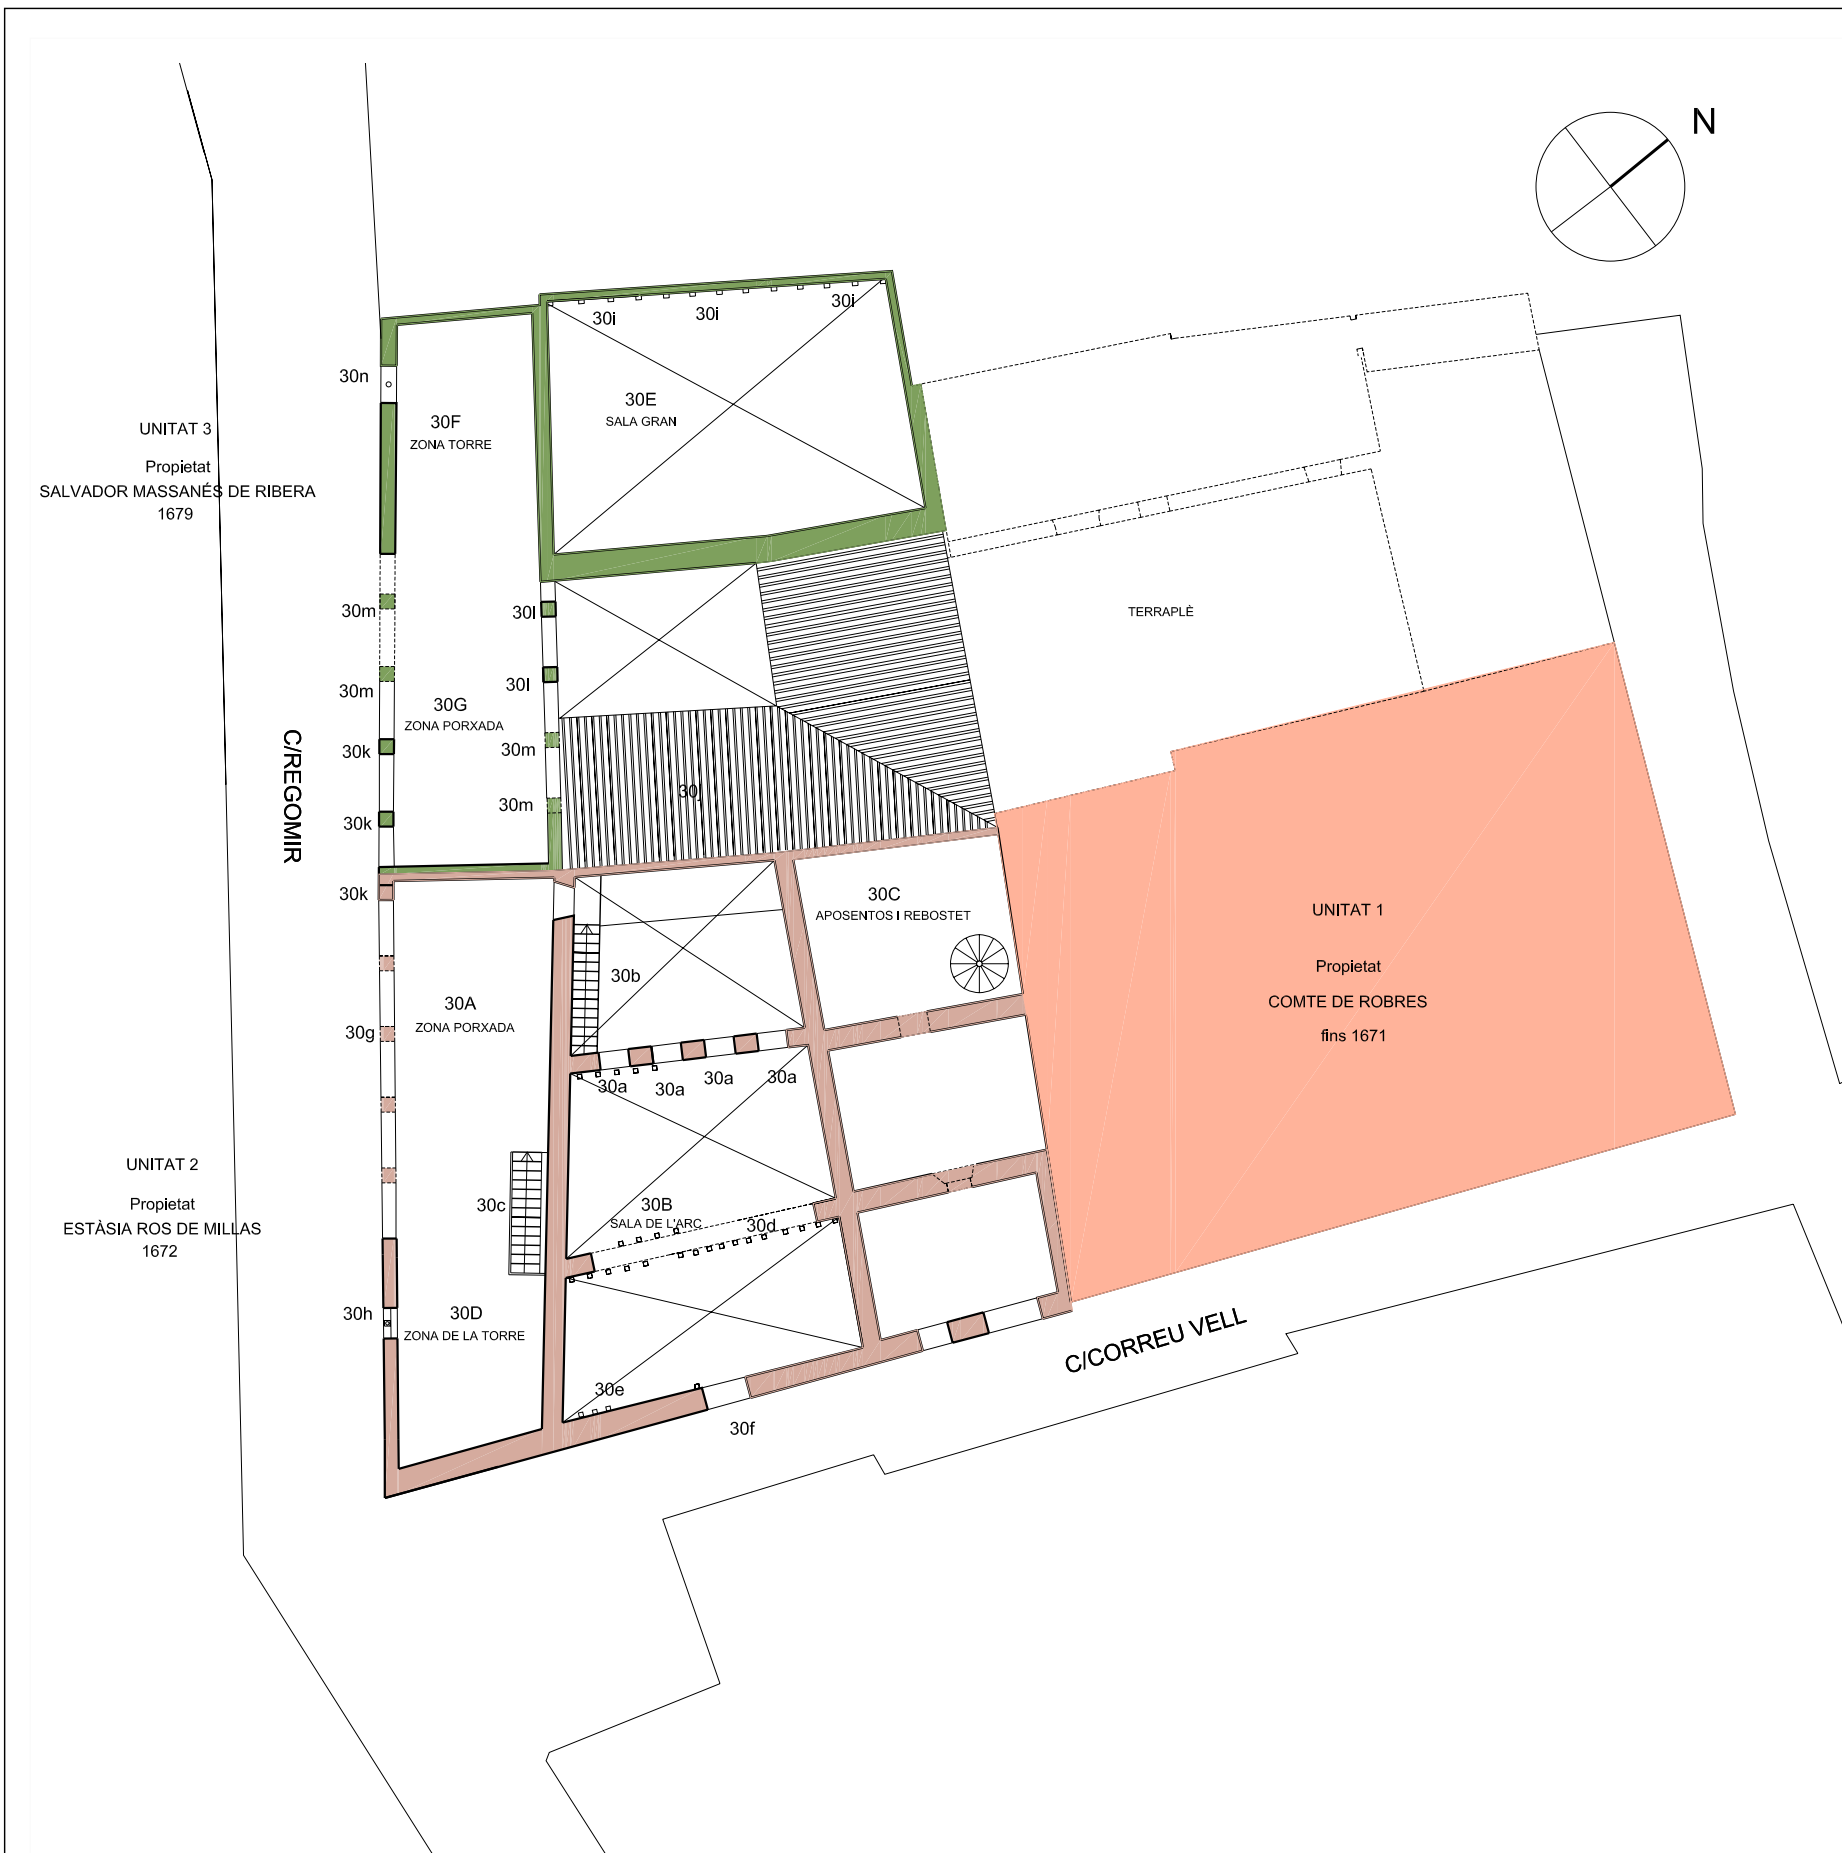 N
30i
30i
30i
30n
30E
SALA GRAN
30F
ZONA TORRE
UNITAT 3
Propietat
SALVADOR MASSANÉS DE RIBERA
1679
30m
30l
TERRAPLÈ
30m
30l
30G
ZONA PORXADA
C/REGOMIR
30k
30m
30j
30m
30k
30k
30C
APOSENTOS I REBOSTET
UNITAT 1
Propietat
COMTE DE ROBRES
fins 1671
30b
30A
ZONA PORXADA
30g
30a
30a
30a
30a
UNITAT 2
Propietat
ESTÀSIA ROS DE MILLAS
1672
30c
30B
SALA DE L'ARC
30d
30h
30D
ZONA DE LA TORRE
C/CORREU VELL
30e
30f